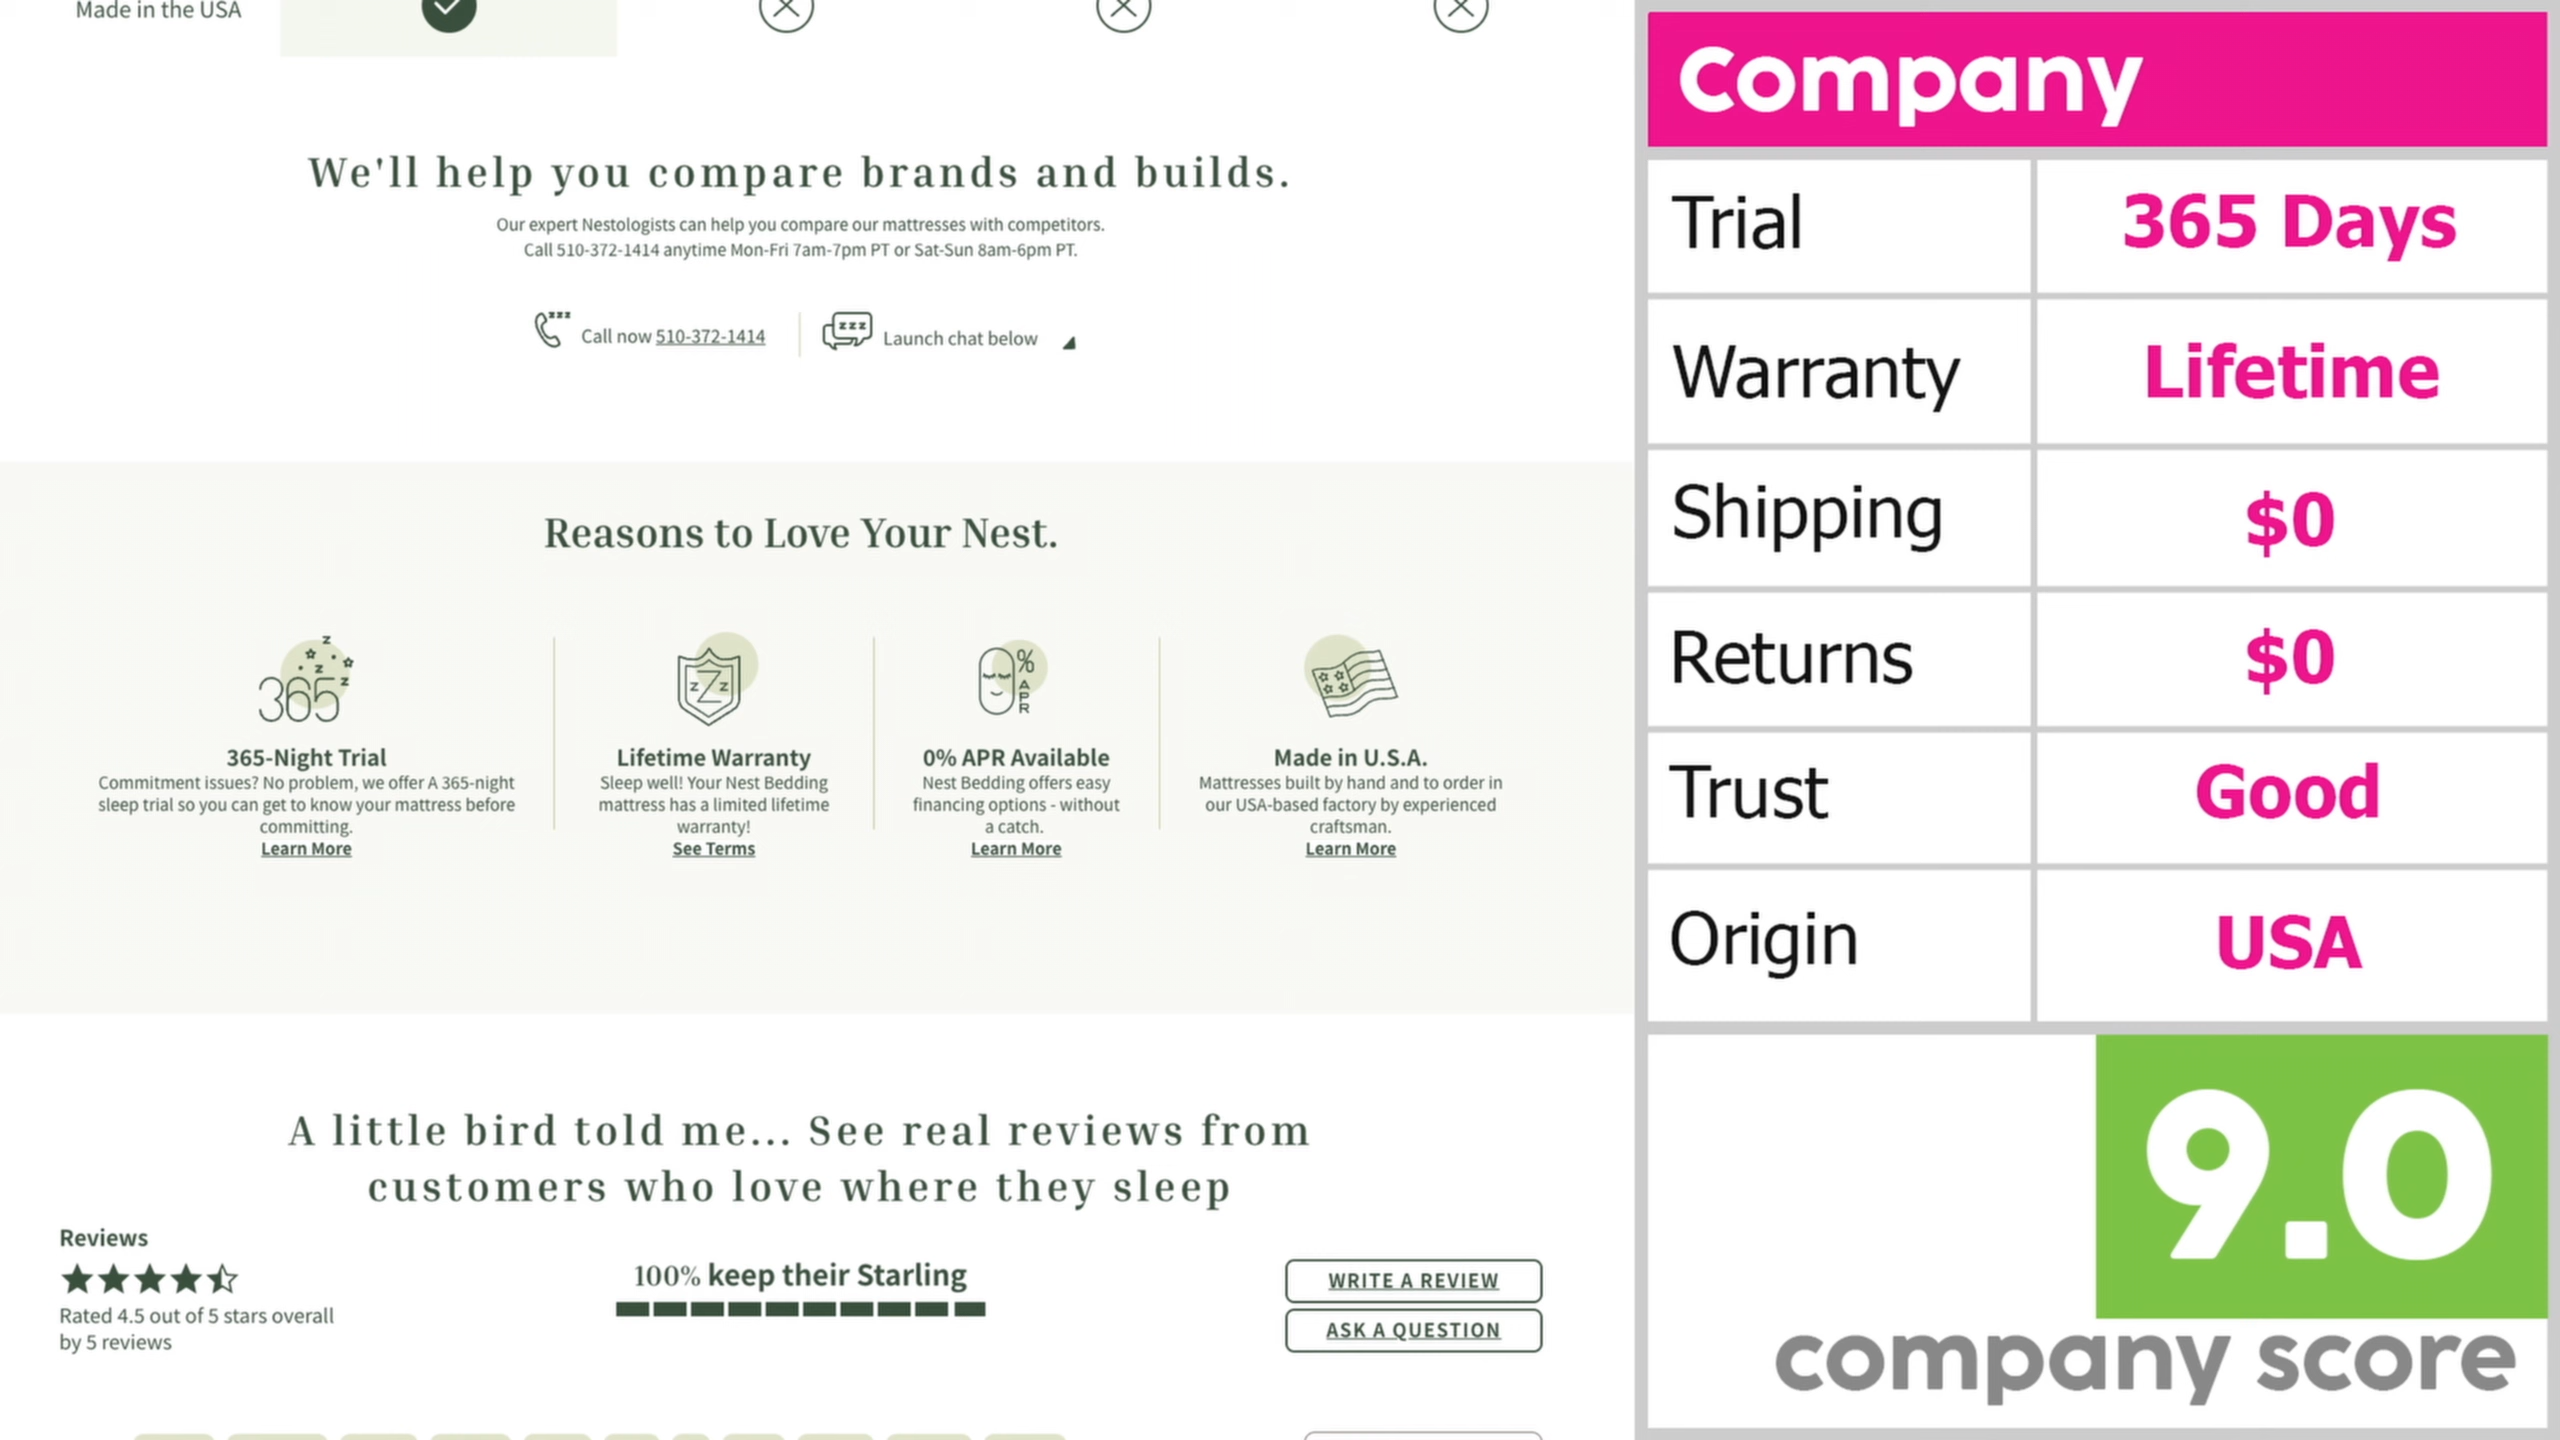 Made in the USA
We'll help you compare brands and builds.
Our expert Nestologists can help you compare our mattresses with competitors.
Call 510-372-1414 anytime Mon-Fri 7am-7pm PT or Sat-Sun 8am-6pm PT.
zzz
Call now 510-372-1414
zzz
Launch chat below
Reasons to Love Your Nest.
365
z
z
z
365-Night Trial
Commitment issues? No problem, we offer A 365-night
sleep trial so you can get to know your mattress before
committing.
Learn More
z Z z
Lifetime Warranty
Sleep well! Your Nest Bedding
mattress has a limited lifetime
warranty!
See Terms
%
A
P
R
0% APR Available
Nest Bedding offers easy
financing options - without
a catch.
Learn More
Made in U.S.A.
Mattresses built by hand and to order in
our USA-based factory by experienced
craftsman.
Learn More
A little bird told me... See real reviews from
customers who love where they sleep
Reviews
Rated 4.5 out of 5 stars overall
by 5 reviews
100% keep their Starling
WRITE A REVIEW
ASK A QUESTION
Company
Trial 365 Days
Warranty Lifetime
Shipping $0
Returns $0
Trust Good
Origin USA
9.0
company score